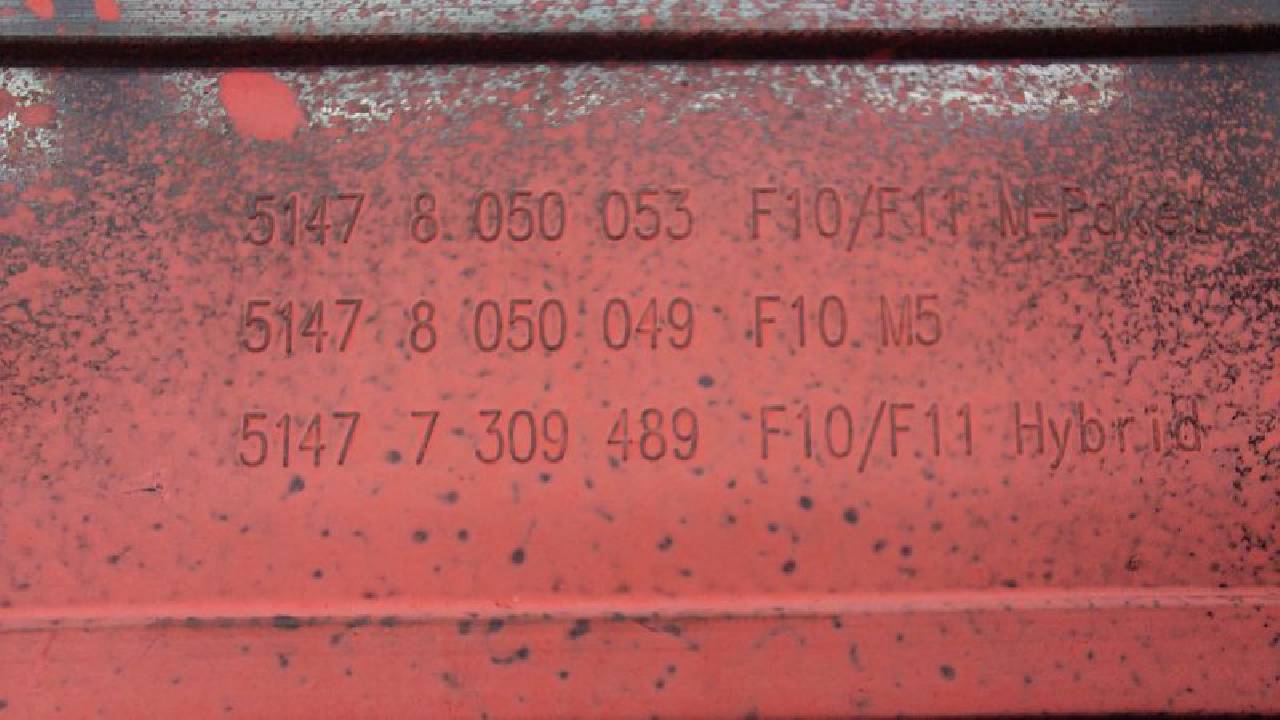 5147 8 050 053 F10/F11 M-Paket
5147 8 050 049 F10 M5
5147 7 309 489 F10/F11 Hybrid